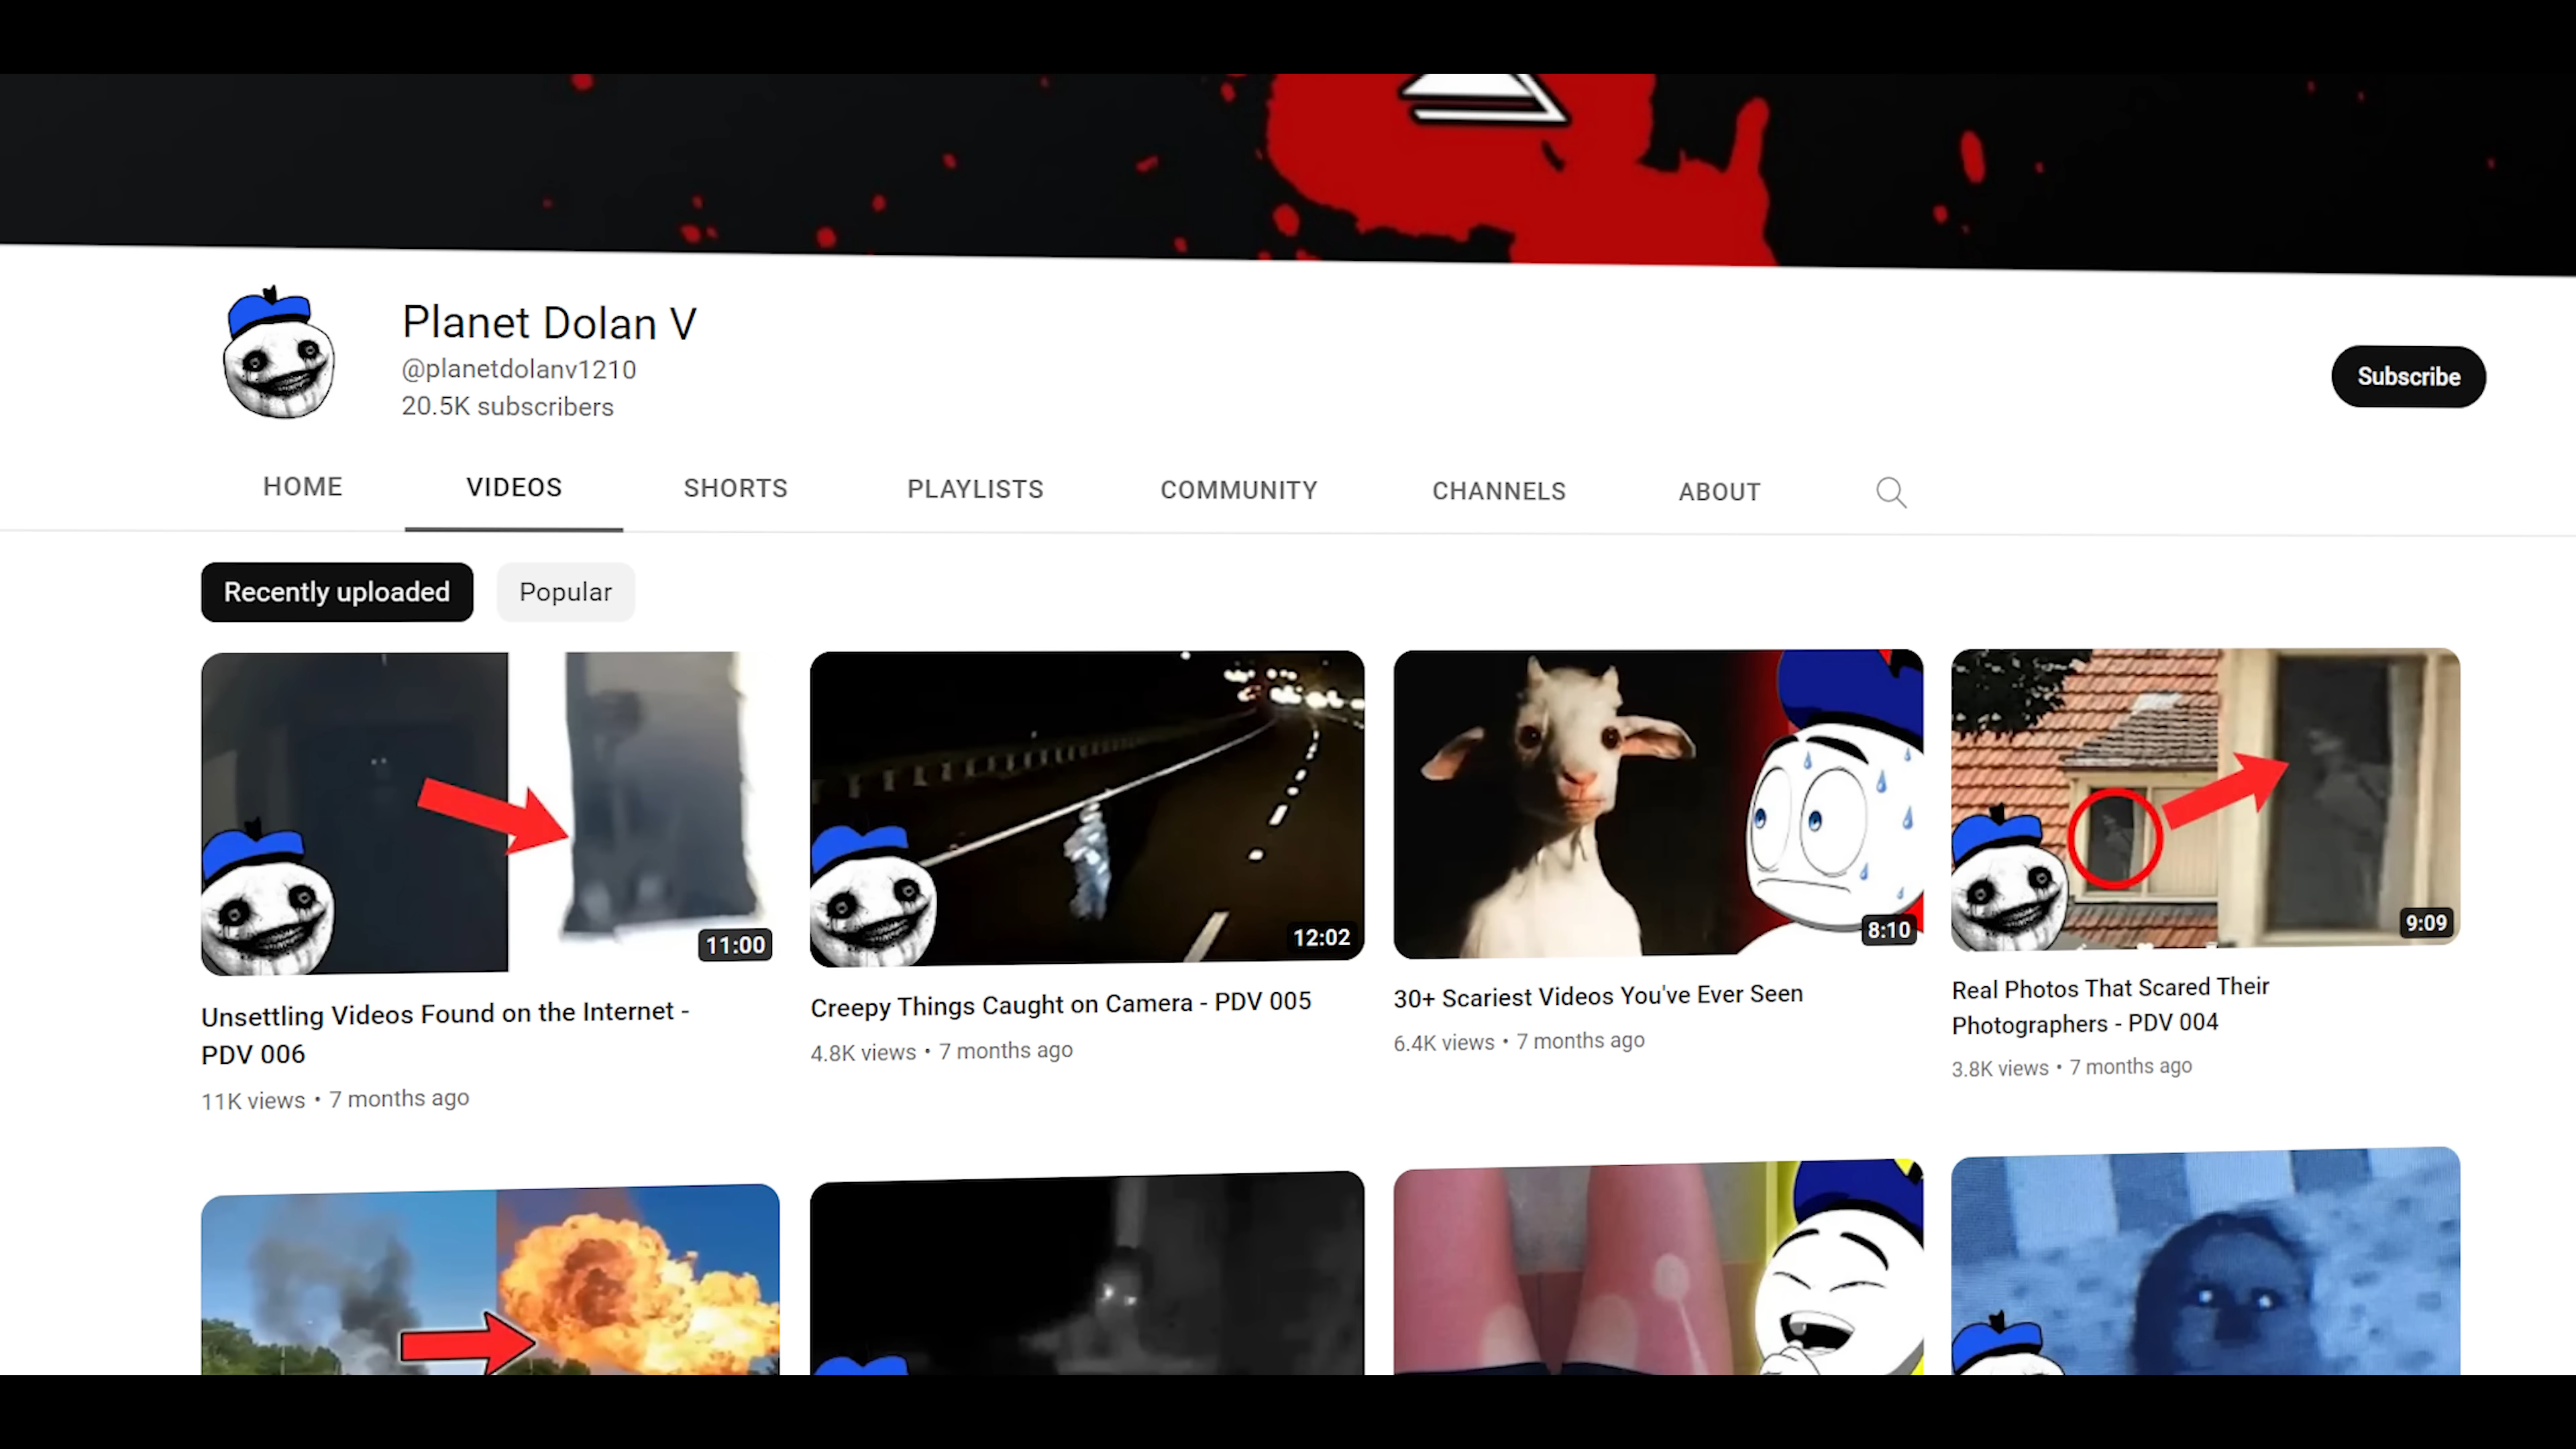 Planet Dolan V
@planetdolanv1210
20.5K subscribers
Subscribe
HOME VIDEOS SHORTS PLAYLISTS COMMUNITY CHANNELS ABOUT
Recently uploaded Popular
11:00
12:02
8:10
9:09
Unsettling Videos Found on the Internet -
PDV 006
11K views • 7 months ago
Creepy Things Caught on Camera - PDV 005
4.8K views • 7 months ago
30+ Scariest Videos You've Ever Seen
6.4K views • 7 months ago
Real Photos That Scared Their
Photographers - PDV 004
3.8K views • 7 months ago